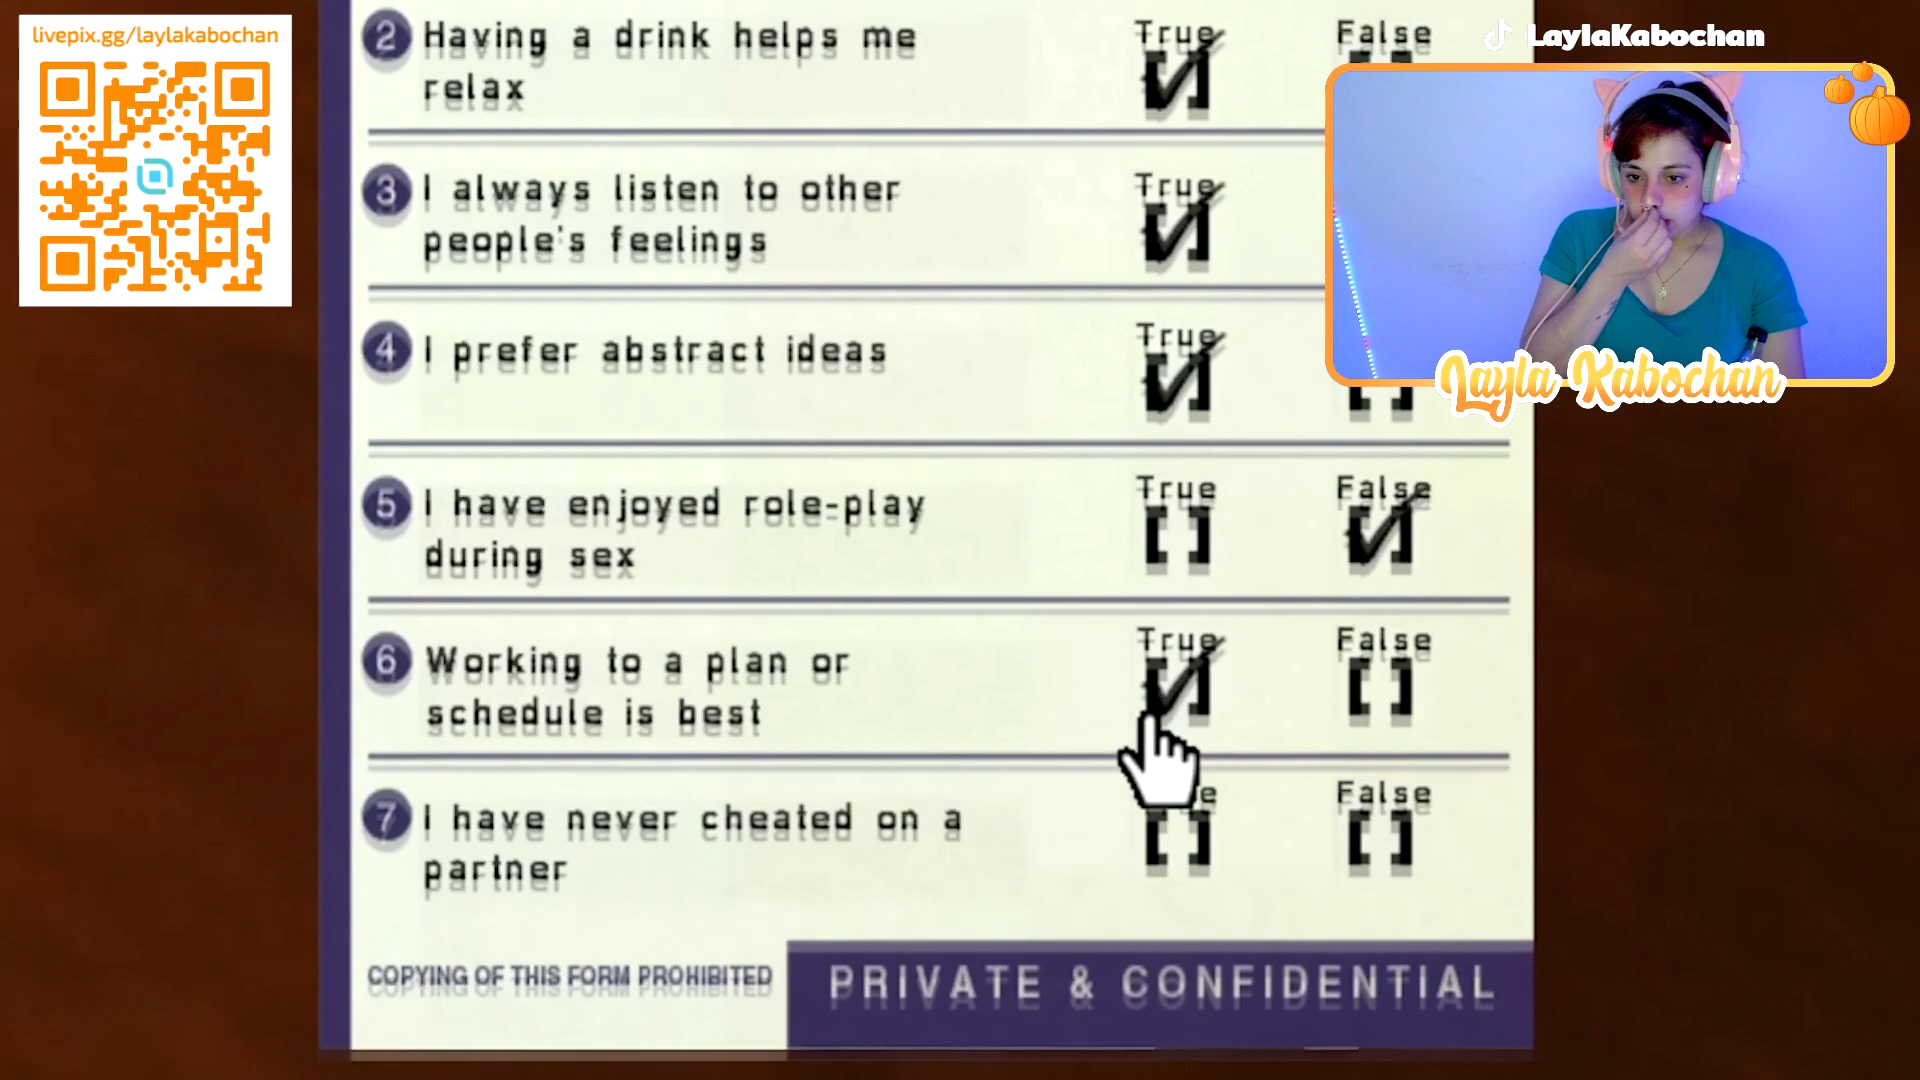 livepix.gg/laylakabochan
LaylaKabochan
2 Having a drink helps me
relax
True False
3 I always listen to other
people's feelings
True
4 I prefer abstract ideas
True
Layla Kabochan
5 I have enjoyed role-play
during sex
True False
6 Working to a plan or
schedule is best
True False
7 I have never cheated on a
partner
False
COPYING OF THIS FORM PROHIBITED
PRIVATE & CONFIDENTIAL